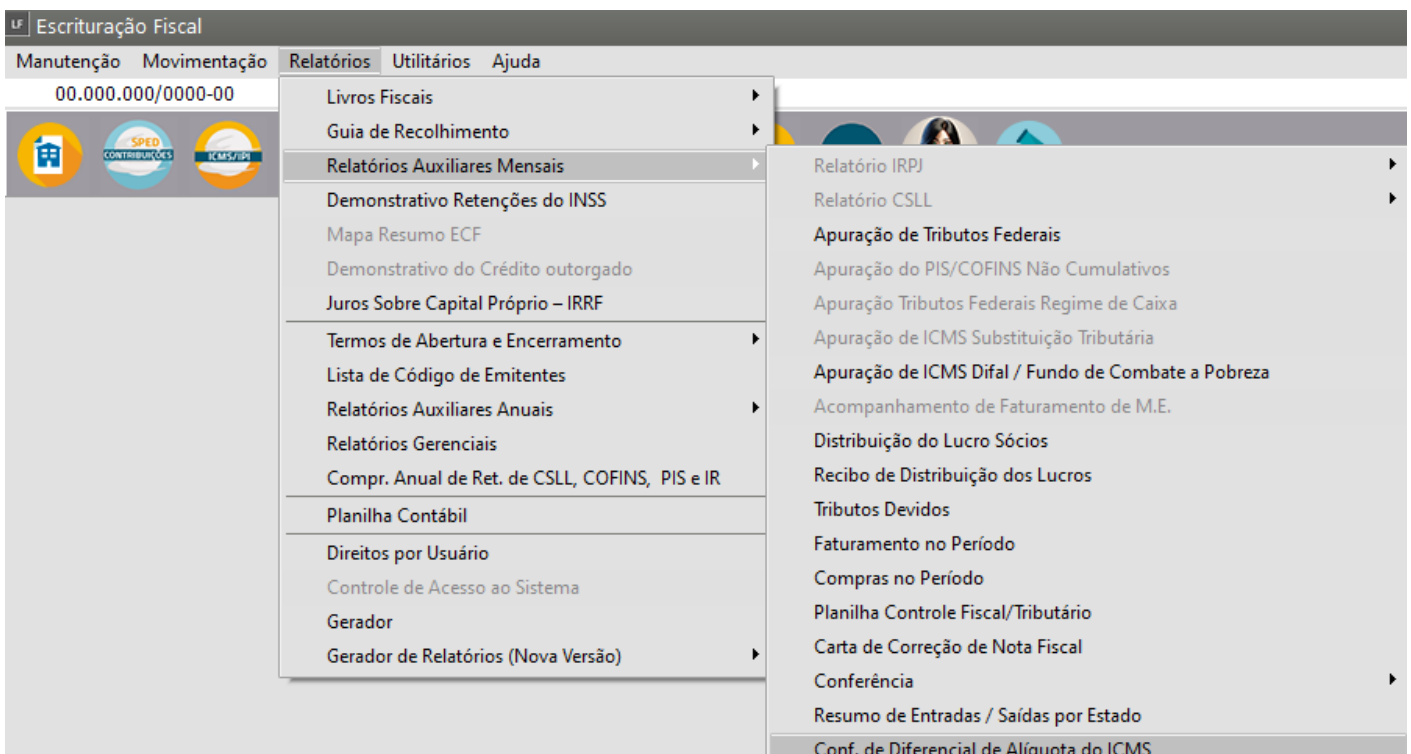 LF Escrituração Fiscal
Manutenção Movimentação Relatórios Utilitários Ajuda
00.000.000/0000-00
SPED
CONTRIBUIÇÕES
ICMS/IPI
Livros Fiscais
Guia de Recolhimento
Relatórios Auxiliares Mensais
Demonstrativo Retenções do INSS
Mapa Resumo ECF
Demonstrativo do Crédito outorgado
Juros Sobre Capital Próprio – IRRF
Termos de Abertura e Encerramento
Lista de Código de Emitentes
Relatórios Auxiliares Anuais
Relatórios Gerenciais
Compr. Anual de Ret. de CSLL, COFINS, PIS e IR
Planilha Contábil
Direitos por Usuário
Controle de Acesso ao Sistema
Gerador
Gerador de Relatórios (Nova Versão)
Relatório IRPJ
Relatório CSLL
Apuração de Tributos Federais
Apuração do PIS/COFINS Não Cumulativos
Apuração Tributos Federais Regime de Caixa
Apuração de ICMS Substituição Tributária
Apuração de ICMS Difal / Fundo de Combate a Pobreza
Acompanhamento de Faturamento de M.E.
Distribuição do Lucro Sócios
Recibo de Distribuição dos Lucros
Tributos Devidos
Faturamento no Período
Compras no Período
Planilha Controle Fiscal/Tributário
Carta de Correção de Nota Fiscal
Conferência
Resumo de Entradas / Saídas por Estado
Conf. de Diferencial de Alíquota do ICMS